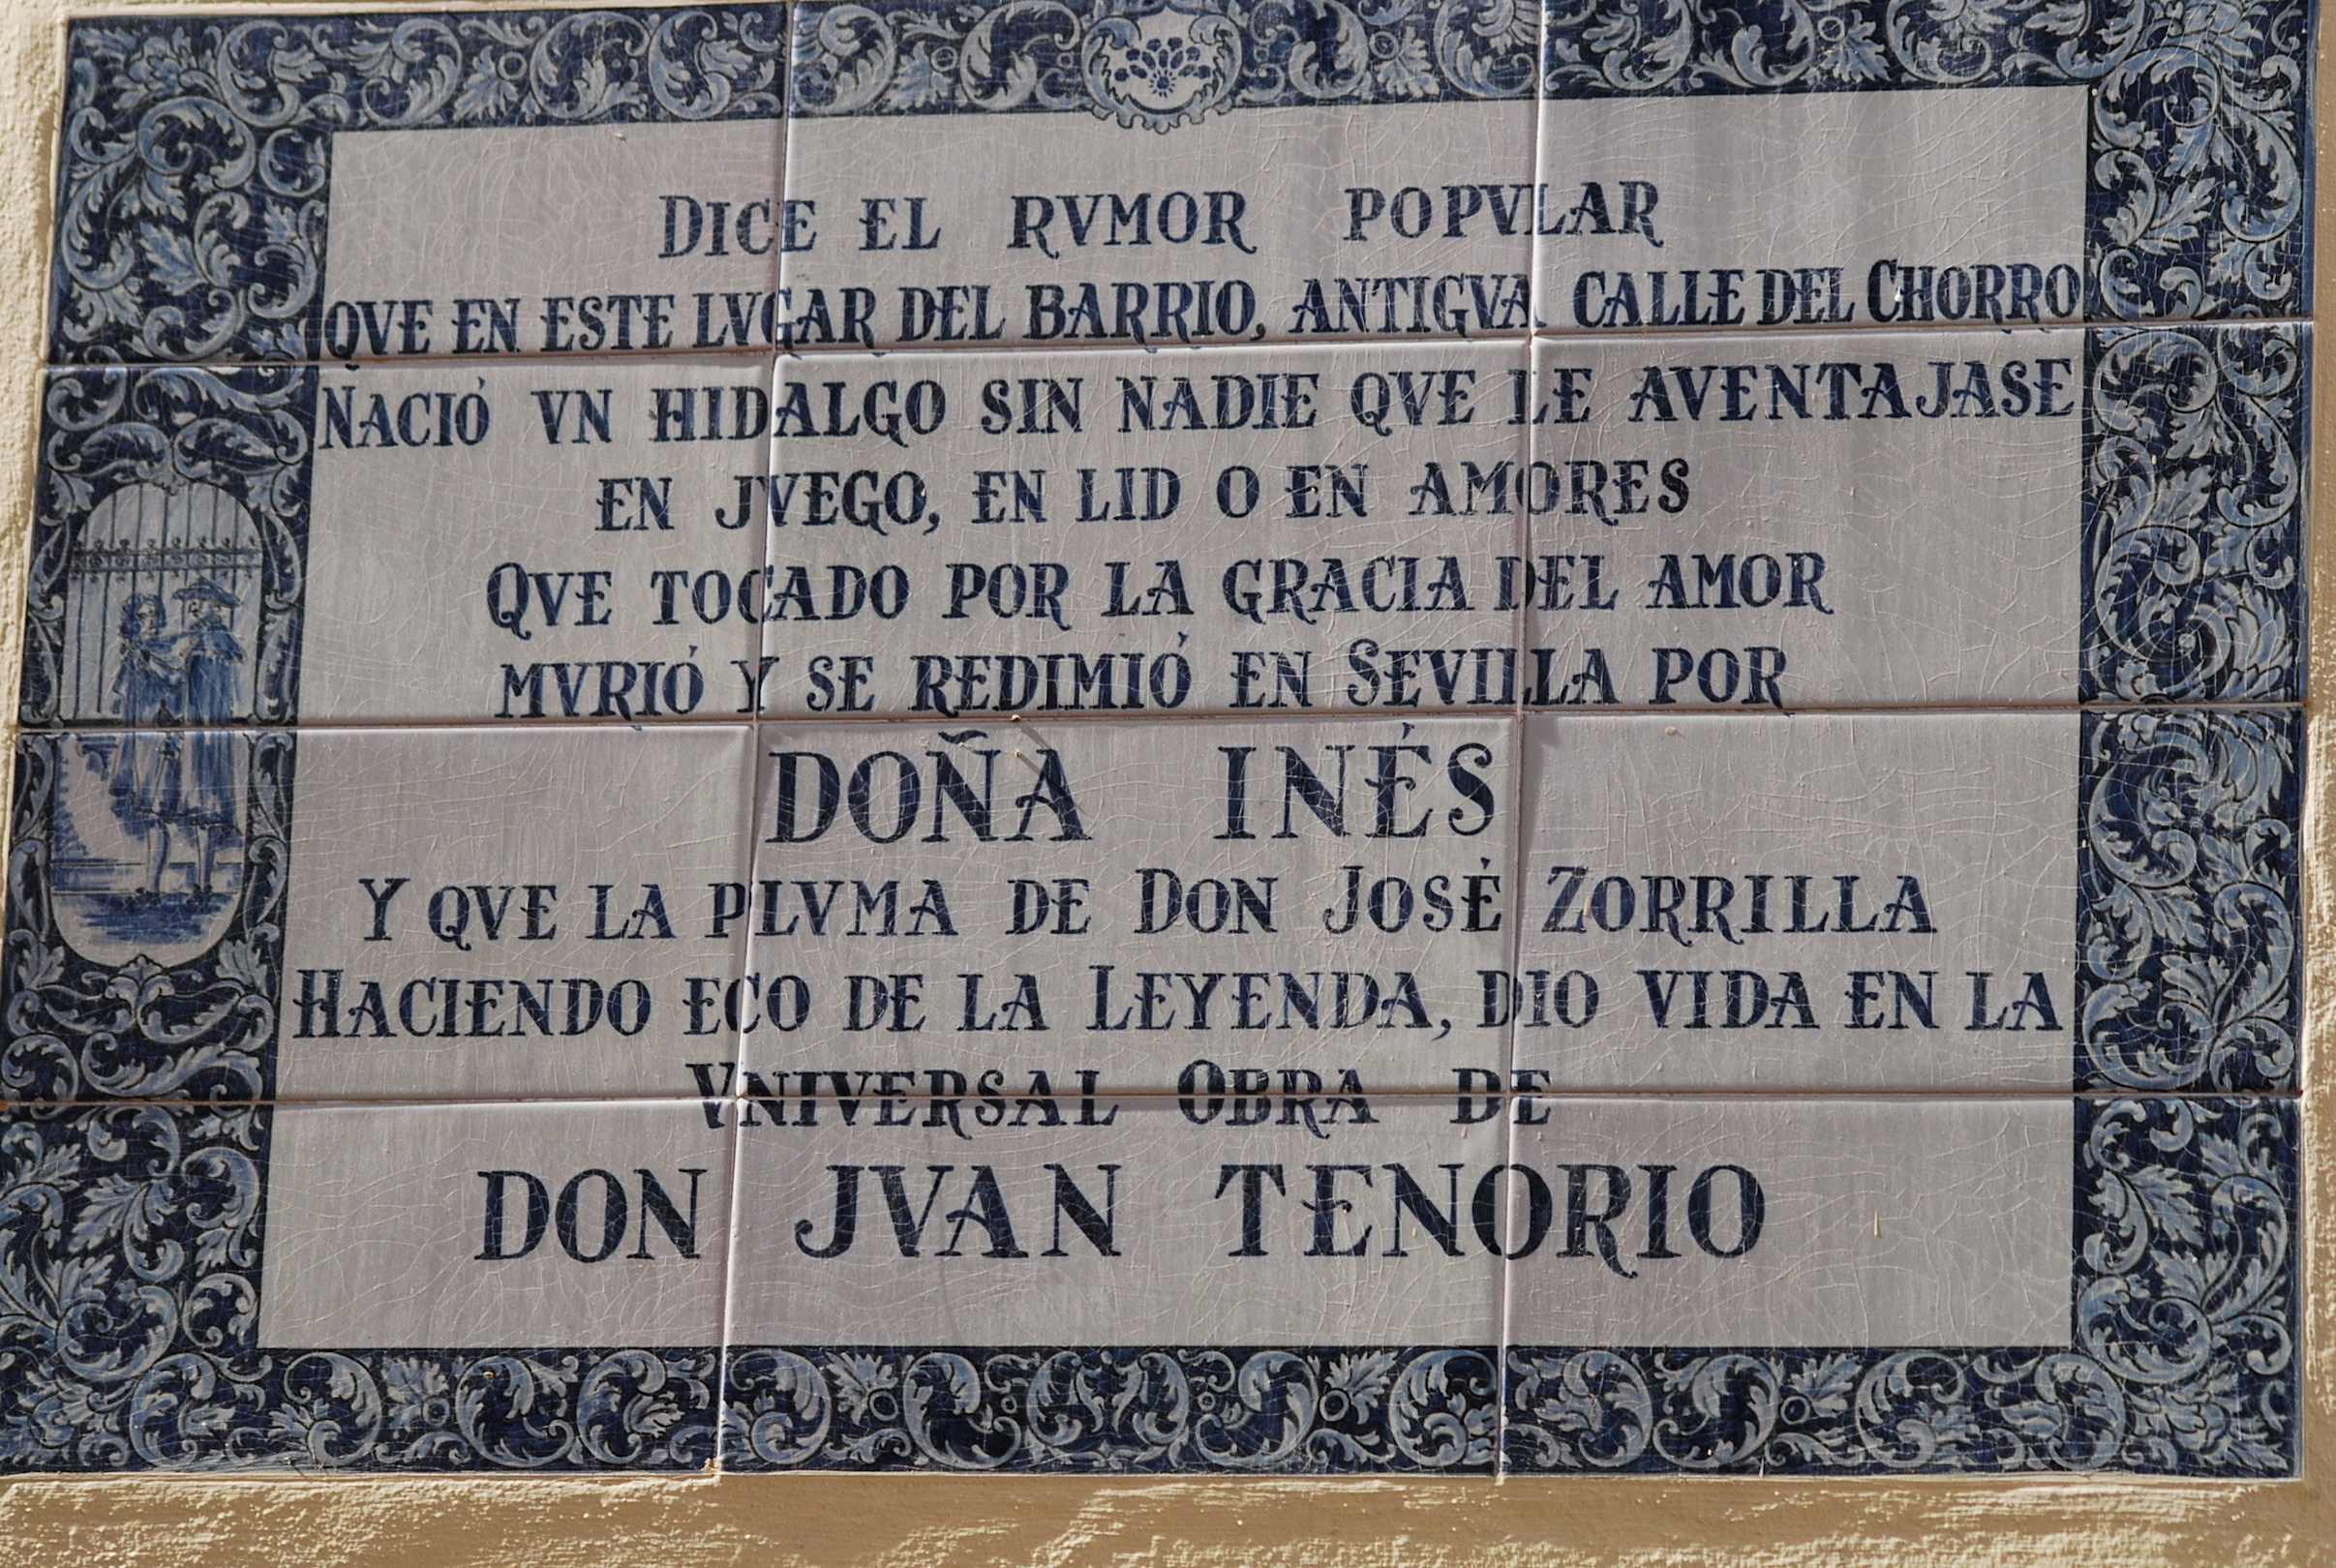 DICE EL RVMOR POPVLAR
QVE EN ESTE LVGAR DEL BARRIO, ANTIGVA CALLE DEL CHORRO
NACIÓ VN HIDALGO SIN NADIE QVE LE AVENTAJASE
EN JVEGO, EN LID O EN AMORES
QVE TOCADO POR LA GRACIA DEL AMOR
MVRIÓ Y SE REDIMIÓ EN SEVILLA POR
DOÑA INÉS
Y QVE LA PLVMA DE DON JOSÉ ZORRILLA
HACIENDO ECO DE LA LEYENDA, DIO VIDA EN LA
VNIVERSAL OBRA DE
DON JVAN TENORIO